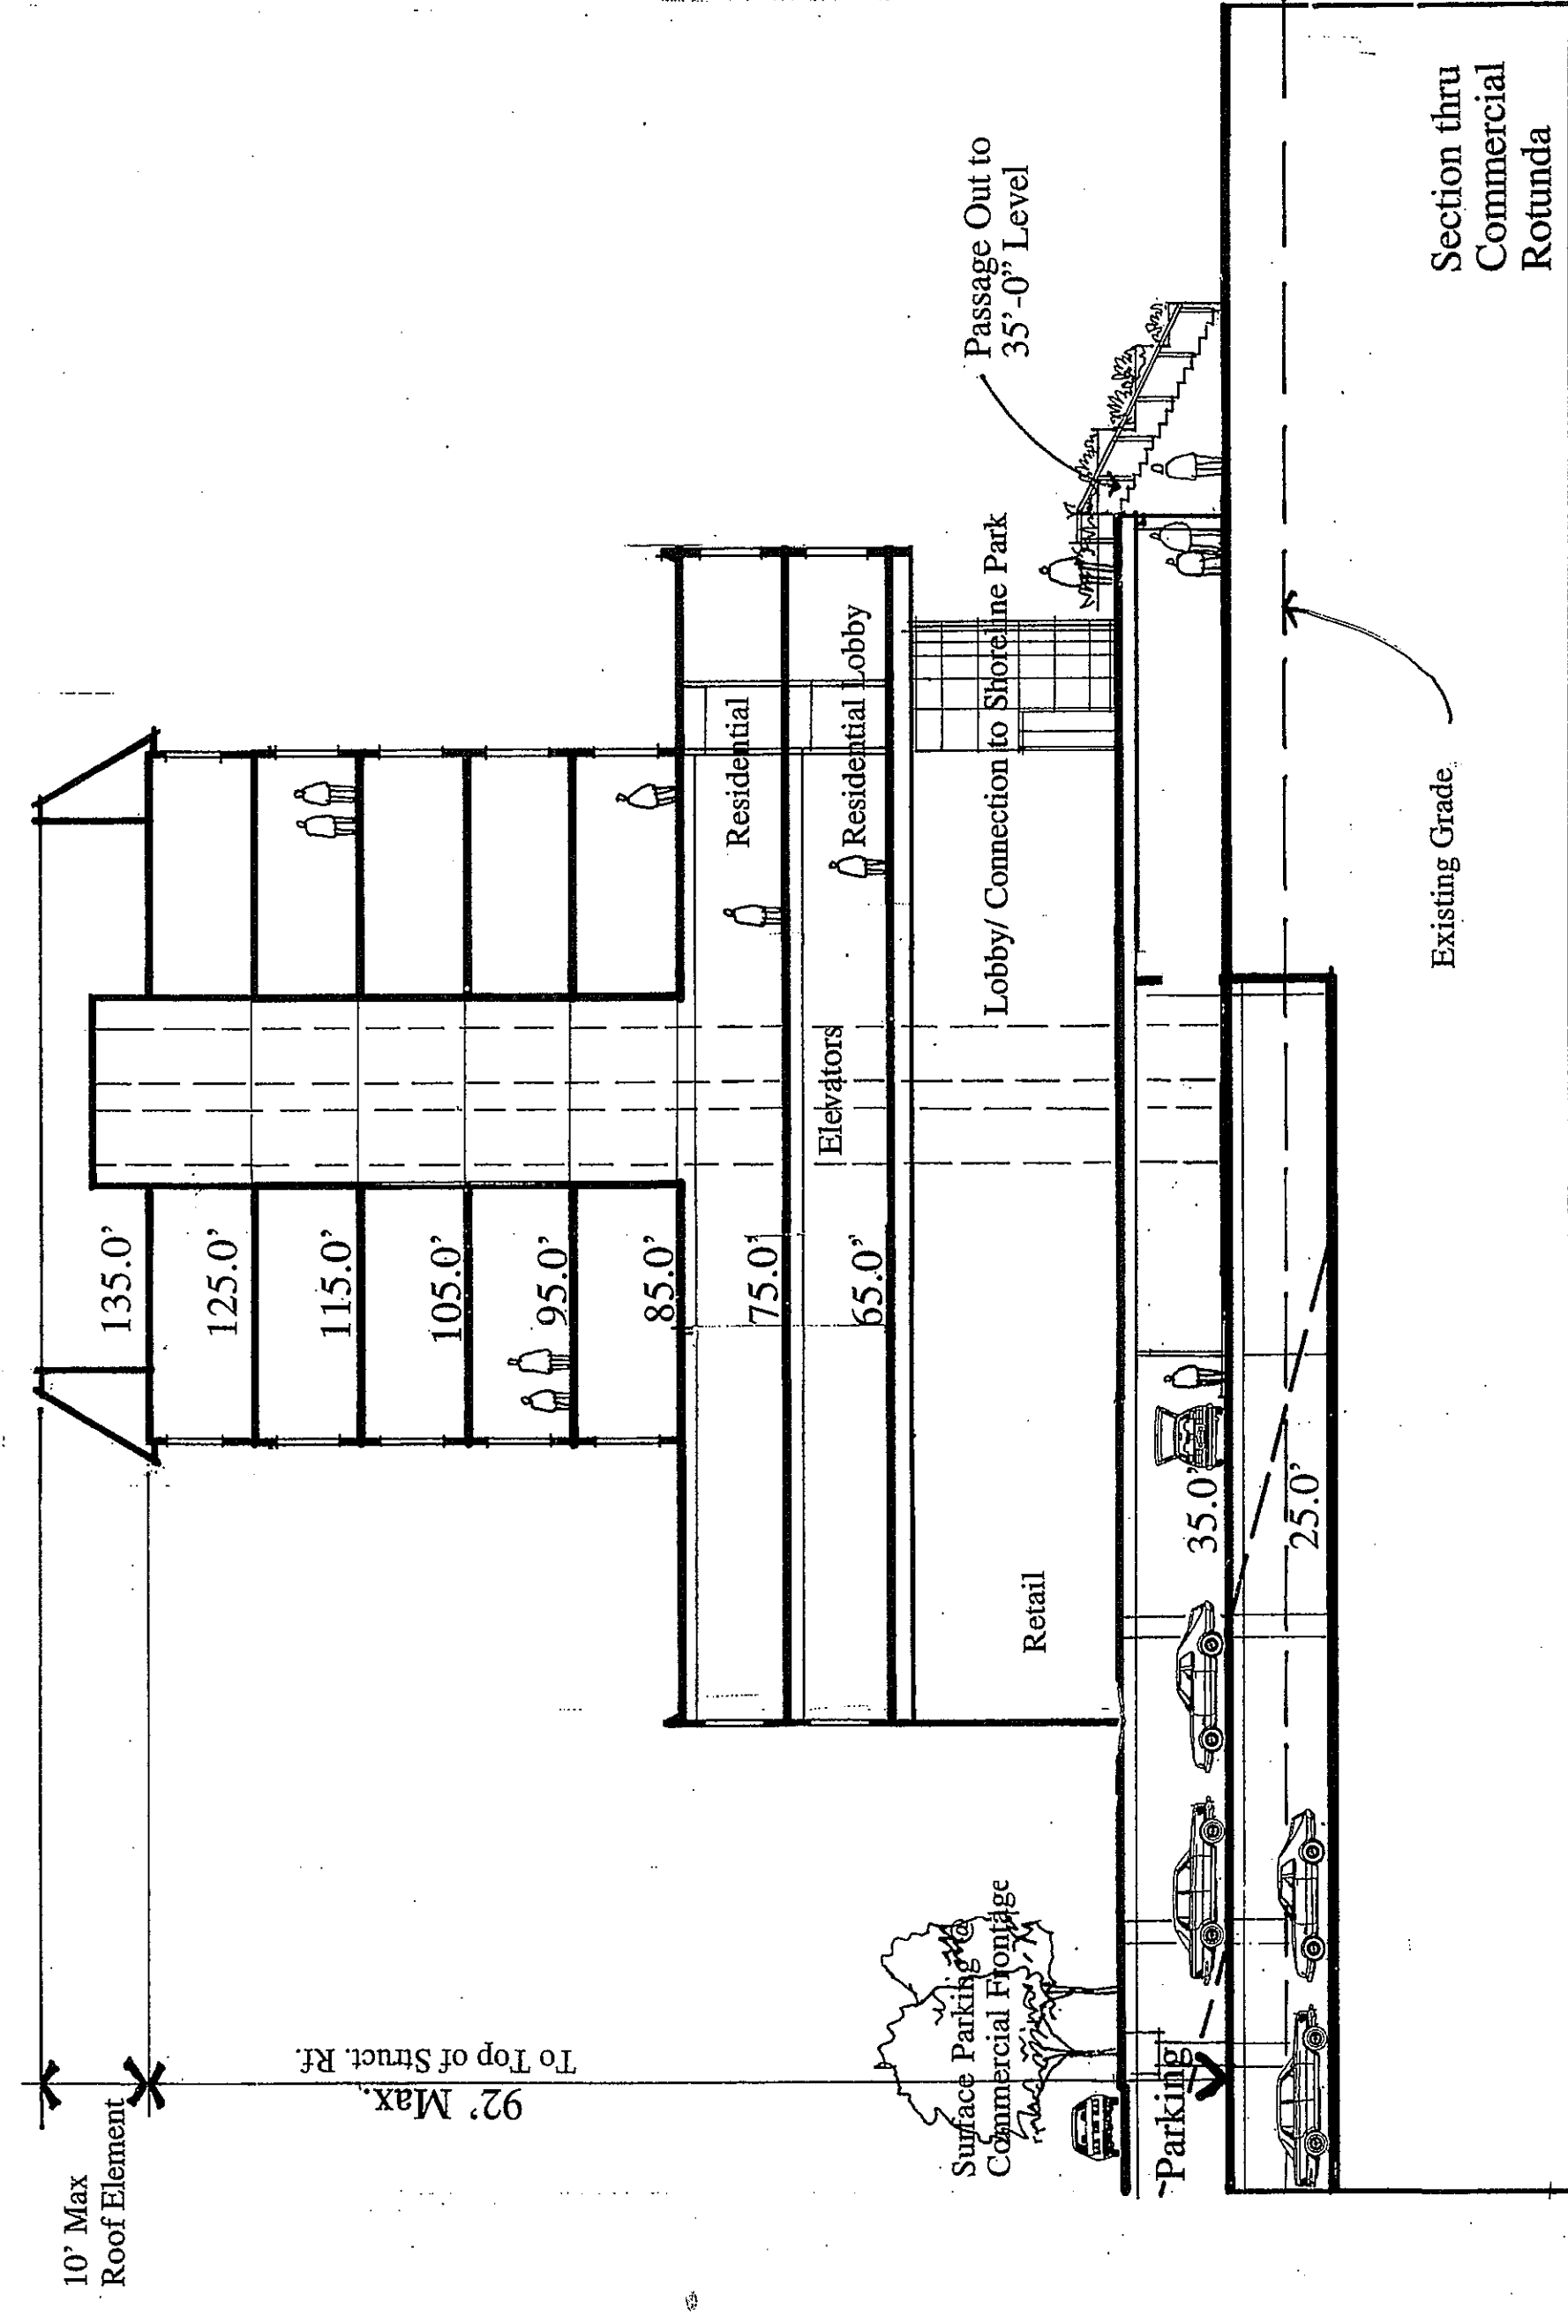 10’ Max
Roof Element
92’ Max.
To Top of Struct. Rf.
135.0’
125.0’
115.0’
105.0’
95.0’
85.0’
75.0’
65.0’
Residential
Residential Lobby
Elevators
Lobby/ Connection to Shoreline Park
Retail
Surface Parking @
Commercial Frontage
Parking
35.0’
25.0’
Passage Out to
35’-0” Level
Existing Grade
Section thru
Commercial
Rotunda